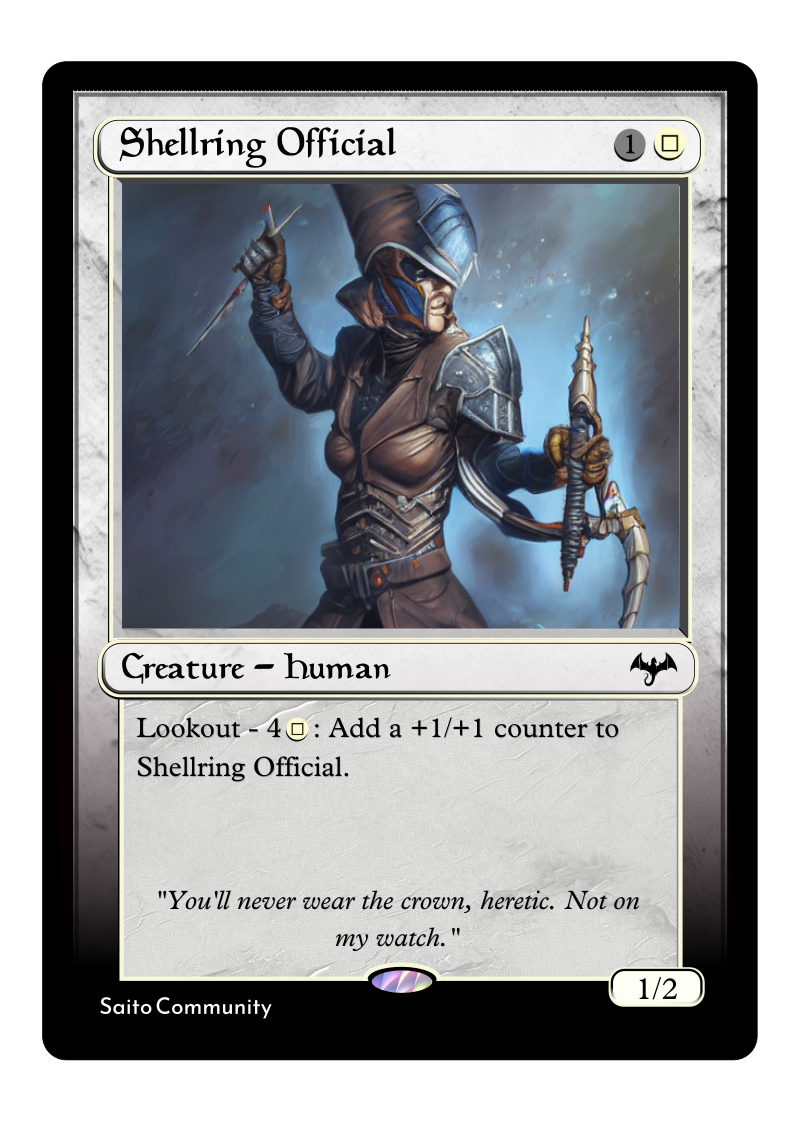 Shellring Official 1
Creature – Human
Lookout - 4 : Add a +1/+1 counter to
Shellring Official.
"You'll never wear the crown, heretic. Not on
my watch."
1/2
Saito Community